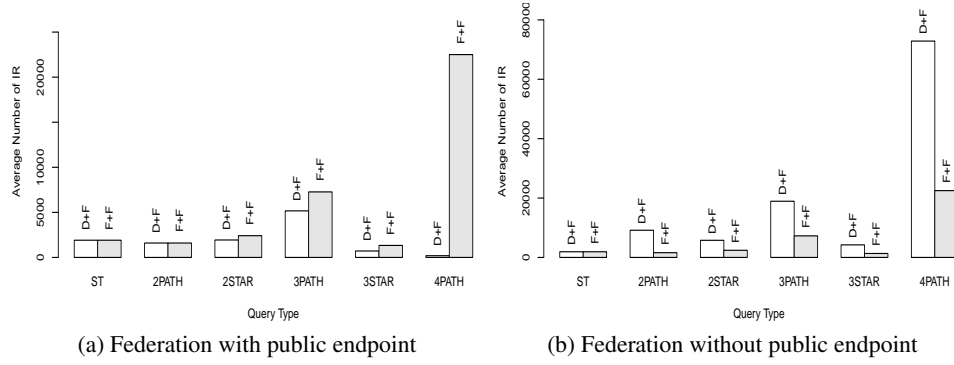 Average Number of IR
0
5000
10000
20000
D+F
F+F
D+F
F+F
D+F
F+F
D+F
F+F
D+F
F+F
D+F
F+F
ST 2PATH 2STAR 3PATH 3STAR 4PATH
Query Type
(a) Federation with public endpoint
Average Number of IR
0
20000
40000
60000
80000
D+F
F+F
D+F
F+F
D+F
F+F
D+F
F+F
D+F
F+F
D+F
F+F
ST 2PATH 2STAR 3PATH 3STAR 4PATH
Query Type
(b) Federation without public endpoint